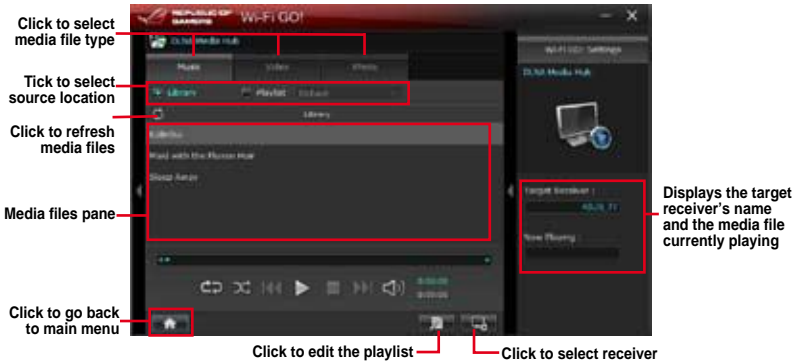 Click to select
media file type
Tick to select
source location
Click to refresh
media files
Media files pane
Click to go back
to main menu
REPUBLIC OF
GAMERS
Wi-Fi GO!
DLNA Media Hub
Music
Video
Photo
Library
Playlist
Default
Library
Kalimba
Maid with the Flaxen Hair
Sleep Away
Wi-Fi GO! Settings
DLNA Media Hub
Target Receiver :
Now Playing :
Displays the target
receiver's name
and the media file
currently playing
Click to edit the playlist
Click to select receiver